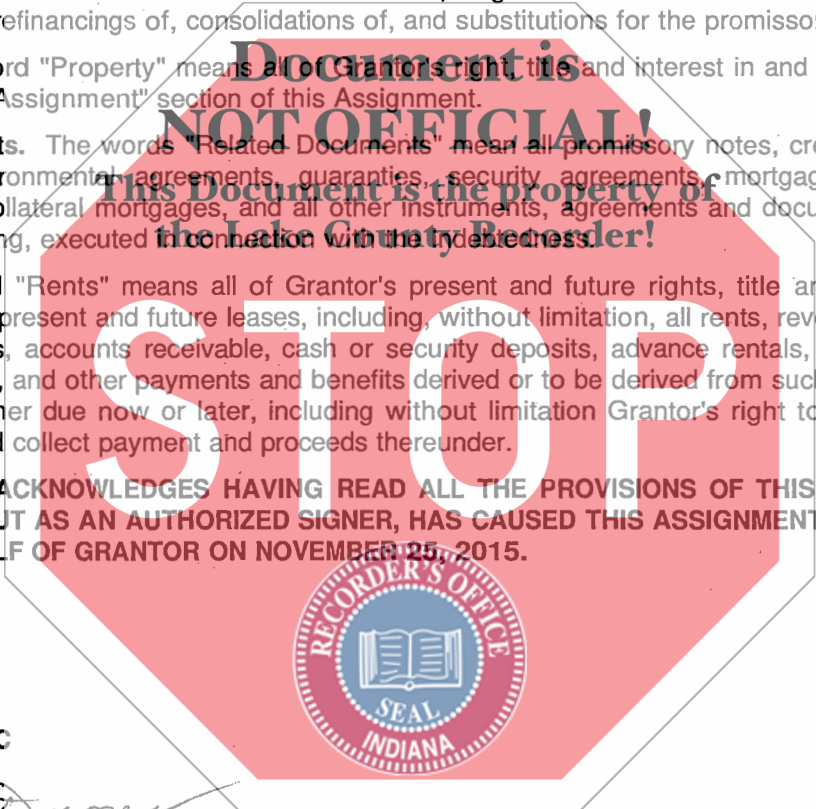 efinancings of, consolidations of, and substitutions for the promisso
Document is
rd "Property" means all of Grantor's right, title and interest in and
Assignment" section of this Assignment.
NOT OFFICIAL!
ts. The words "Related Documents" mean all promissory notes, cre
ronmental agreements, guaranties, security agreements, mortgag
This Document is the property of
llateral mortgages, and all other instruments, agreements and docu
the Lake County Recorder!
ng, executed in connection with the Indebtedness.
"Rents" means all of Grantor's present and future rights, title an
present and future leases, including, without limitation, all rents, reve
s, accounts receivable, cash or security deposits, advance rentals,
, and other payments and benefits derived or to be derived from such
her due now or later, including without limitation Grantor's right to
collect payment and proceeds thereunder.
STOP
ACKNOWLEDGES HAVING READ ALL THE PROVISIONS OF THIS
UT AS AN AUTHORIZED SIGNER, HAS CAUSED THIS ASSIGNMENT
LF OF GRANTOR ON NOVEMBER 25, 2015.
RECORDER'S OFFICE
SEAL
INDIANA
C